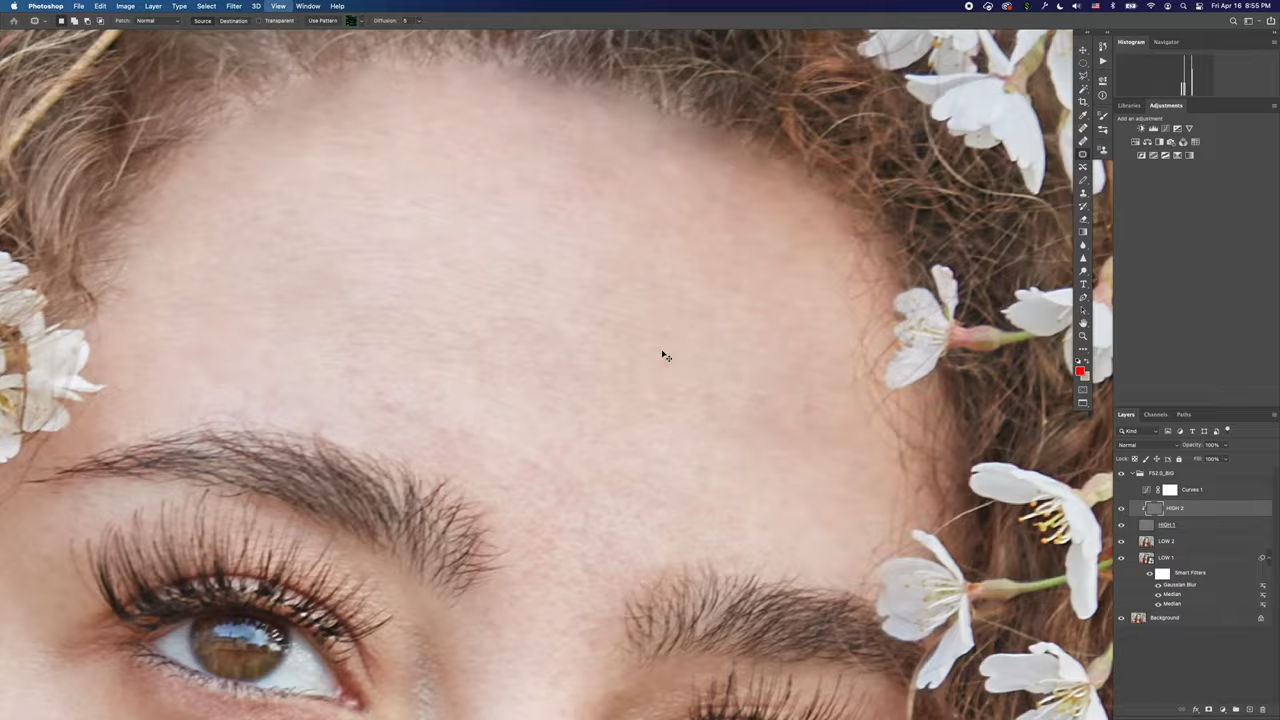 Photoshop File Edit Image Layer Type Select Filter 3D View Window Help Fri Apr 16 8:55 PM
Patch: Normal Source Destination Transparent Use Pattern Diffusion: 5
Histogram Navigator
Libraries Adjustments
Add an adjustment
Layers Channels Paths
Kind
Normal Opacity: 100%
Lock: Fill: 100%
FS2.0_BIG
Curves 1
HIGH 2
HIGH 1
LOW 2
LOW 1
Smart Filters
Gaussian Blur
Median
Median
Background